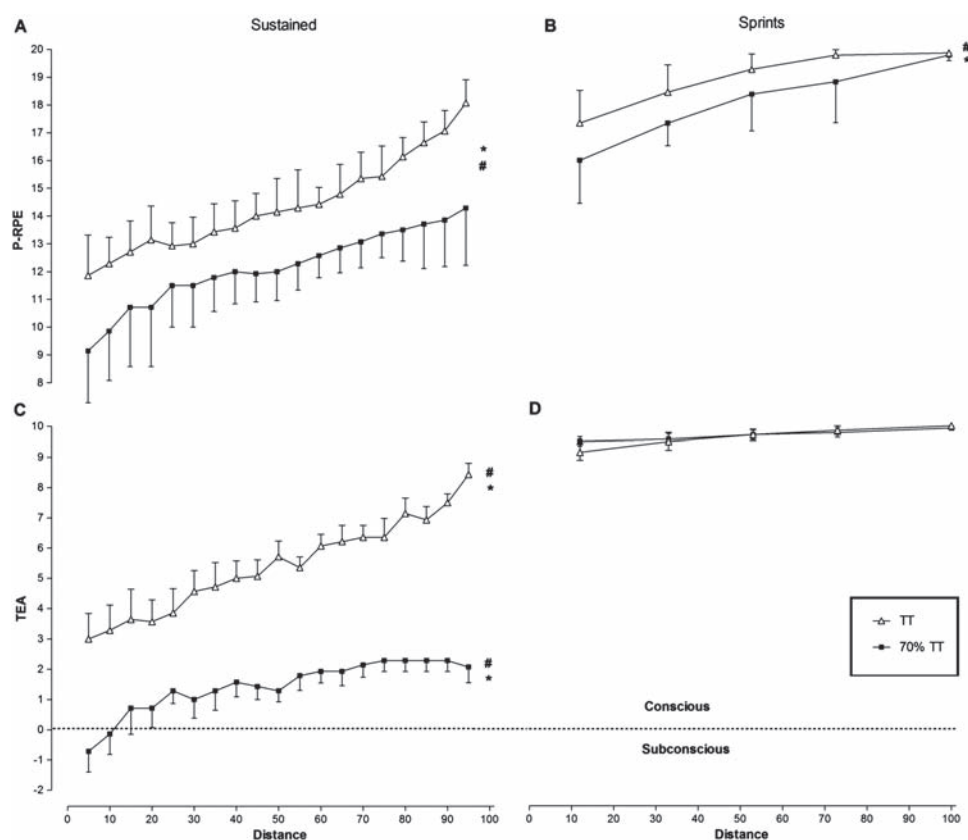 A
Sustained
B
Sprints
20
19
18
17
16
15
14
13
12
11
10
9
8
P-RPE
*
#
#
*
C
D
10
9
8
7
6
5
4
3
2
1
0
-1
-2
TEA
#
*
#
*
TT
70% TT
Conscious
Subconscious
0 10 20 30 40 50 60 70 80 90 100
0 10 20 30 40 50 60 70 80 90 100
Distance
Distance